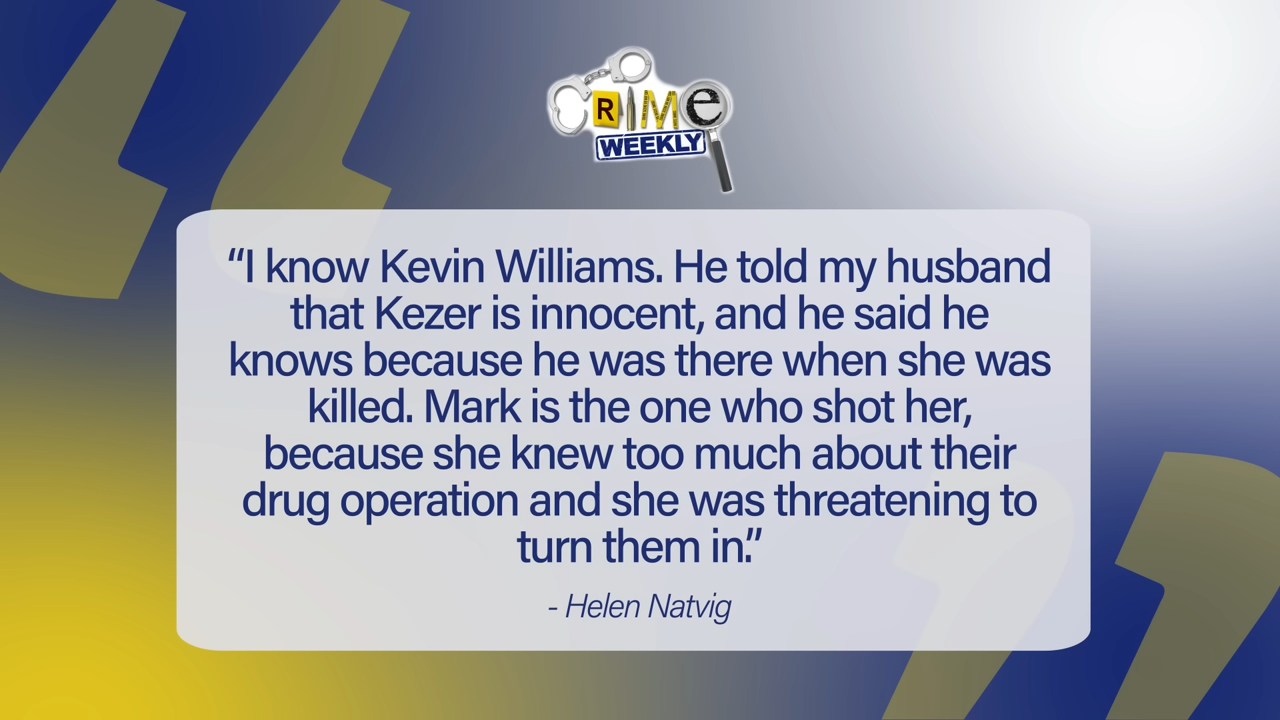 CRIME
WEEKLY
“I know Kevin Williams. He told my husband
that Kezer is innocent, and he said he
knows because he was there when she was
killed. Mark is the one who shot her,
because she knew too much about their
drug operation and she was threatening to
turn them in.”
- Helen Natvig